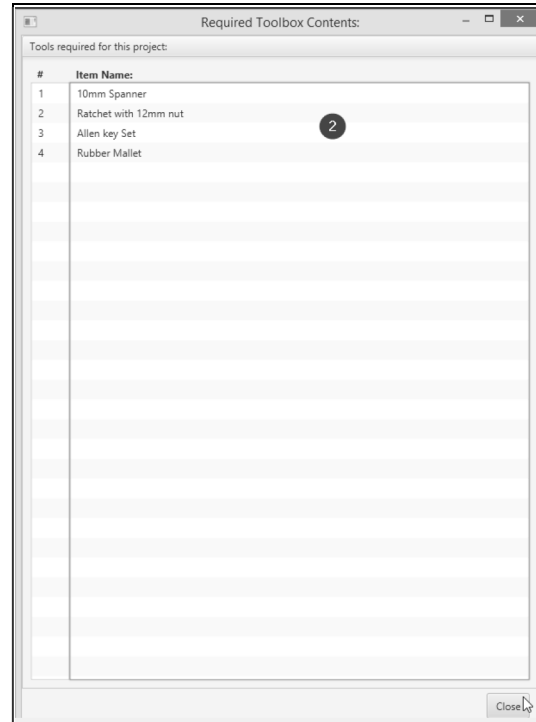 Required Toolbox Contents:
Tools required for this project:
# Item Name:
1 10mm Spanner
2 Ratchet with 12mm nut
2
3 Allen key Set
4 Rubber Mallet
Close